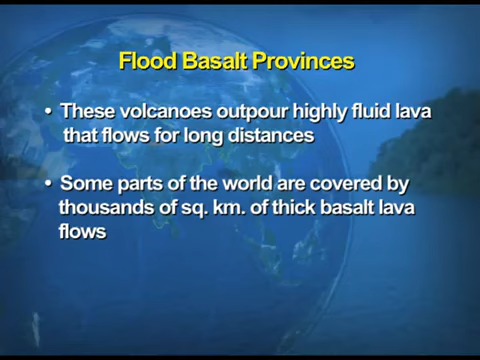 Flood Basalt Provinces
• These volcanoes outpour highly fluid lava
that flows for long distances
• Some parts of the world are covered by
thousands of sq. km. of thick basalt lava
flows